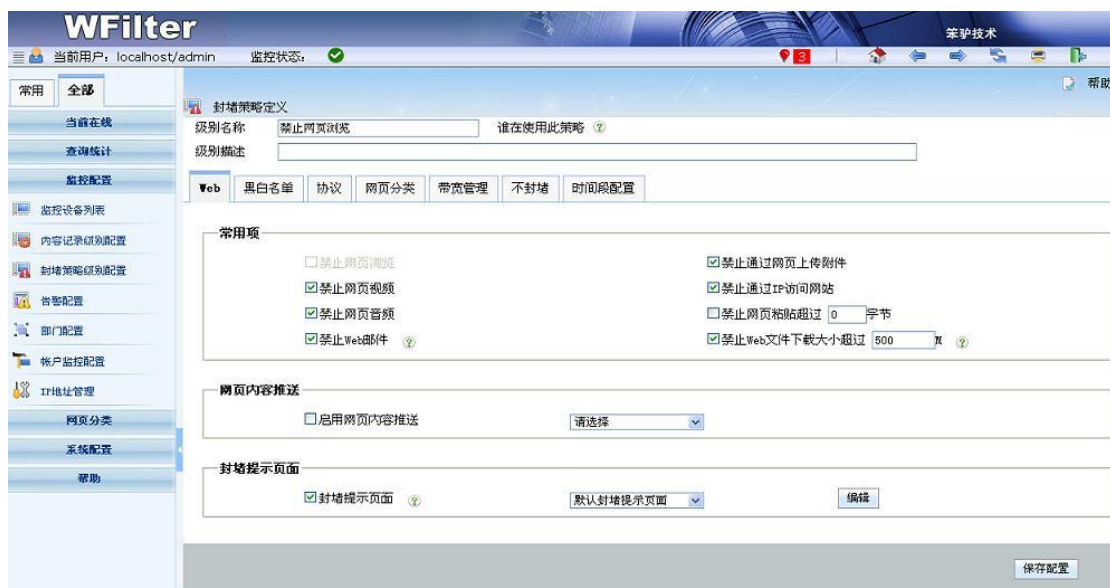 WFilter
笨驴技术
当前用户：localhost/admin 监控状态： 3
常用 全部
帮助
当前在线
查询统计
监控配置
监控设备列表
内容记录级别配置
封堵策略级别配置
告警配置
部门配置
帐户监控配置
IP地址管理
网页分类
系统配置
帮助
封堵策略定义
级别名称 禁止网页浏览 谁在使用此策略 ?
级别描述
Web 黑白名单 协议 网页分类 带宽管理 不封堵 时间段配置
常用项
禁止网页浏览 禁止通过网页上传附件
禁止网页视频 禁止通过IP访问网站
禁止网页音频 禁止网页粘贴超过 0 字节
禁止Web邮件 ? 禁止Web文件下载大小超过 500 M ?
网页内容推送
启用网页内容推送 请选择
封堵提示页面
封堵提示页面 ? 默认封堵提示页面 编辑
保存配置